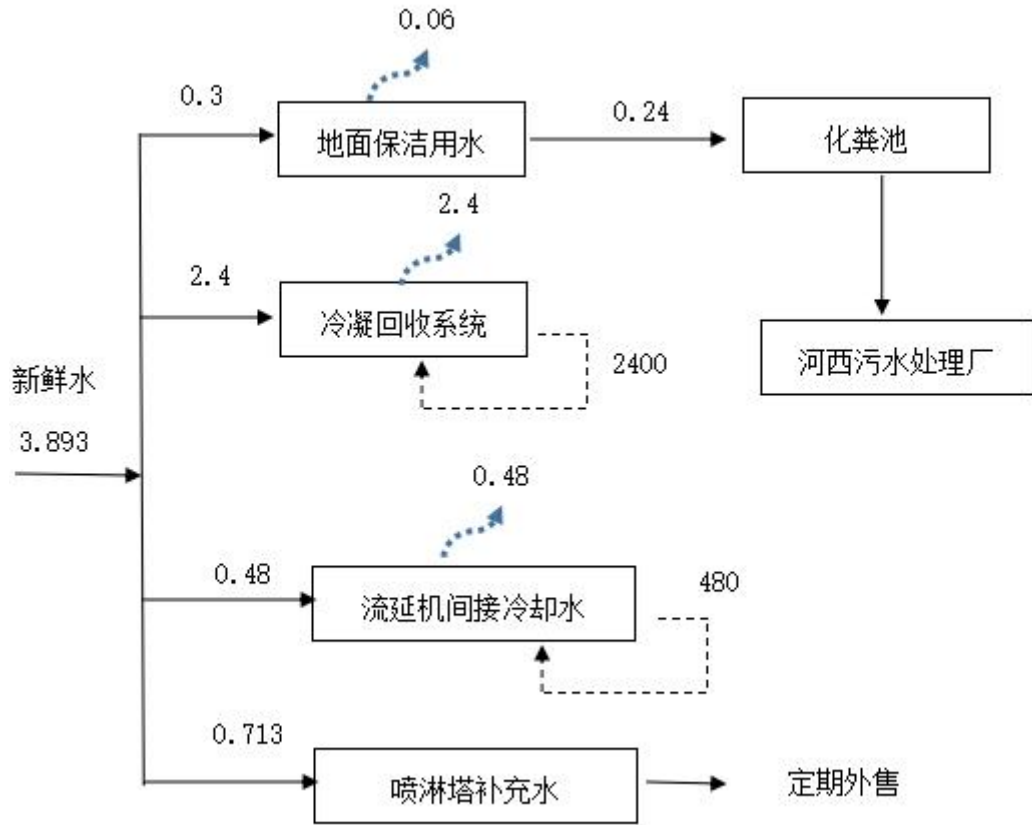 0.06
0.3
地面保洁用水
0.24
化粪池
2.4
2.4
冷凝回收系统
2400
河西污水处理厂
新鲜水
3.893
0.48
0.48
流延机间接冷却水
480
0.713
喷淋塔补充水
定期外售